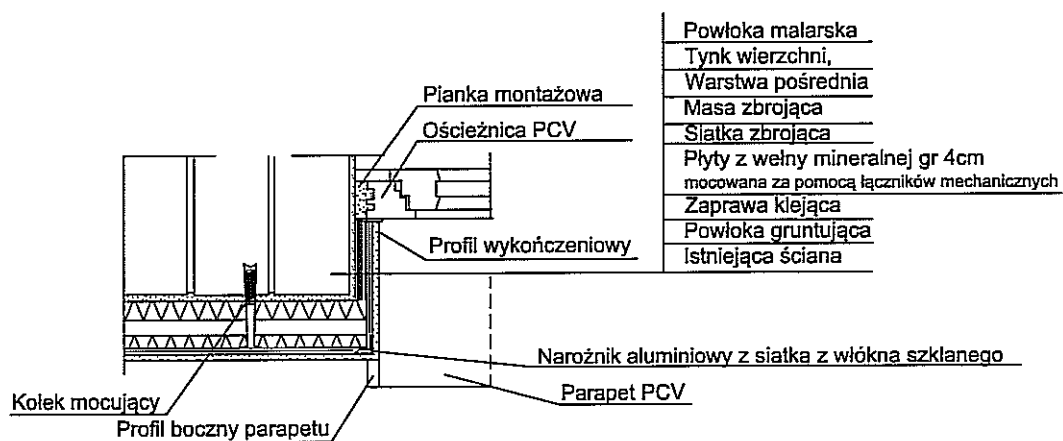 Powłoka malarska
Tynk wierzchni,
Warstwa pośrednia
Masa zbrojąca
Siatka zbrojąca
Płyty z wełny mineralnej gr 4cm
mocowana za pomocą łączników mechanicznych
Zaprawa klejąca
Powłoka gruntująca
Istniejąca ściana
Pianka montażowa
Ościeżnica PCV
Profil wykończeniowy
Narożnik aluminiowy z siatka z włókna szklanego
Parapet PCV
Kołek mocujący
Profil boczny parapetu